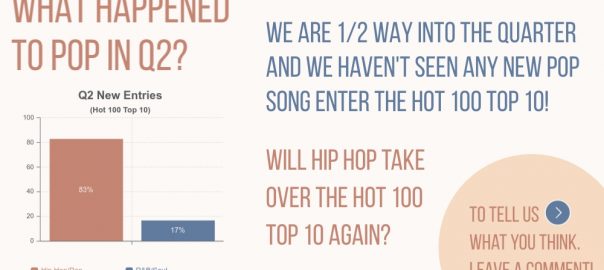 WHAT HAPPENED
TO POP IN Q2?
WE ARE 1/2 WAY INTO THE QUARTER
AND WE HAVEN'T SEEN ANY NEW POP
SONG ENTER THE HOT 100 TOP 10!
Q2 New Entries
(Hot 100 Top 10)
100
80
60
40
20
0
83%
17%
Hip Hop/Rap
R&B/Soul
WILL HIP HOP TAKE
OVER THE HOT 100
TOP 10 AGAIN?
TO TELL US
WHAT YOU THINK.
LEAVE A COMMENT!